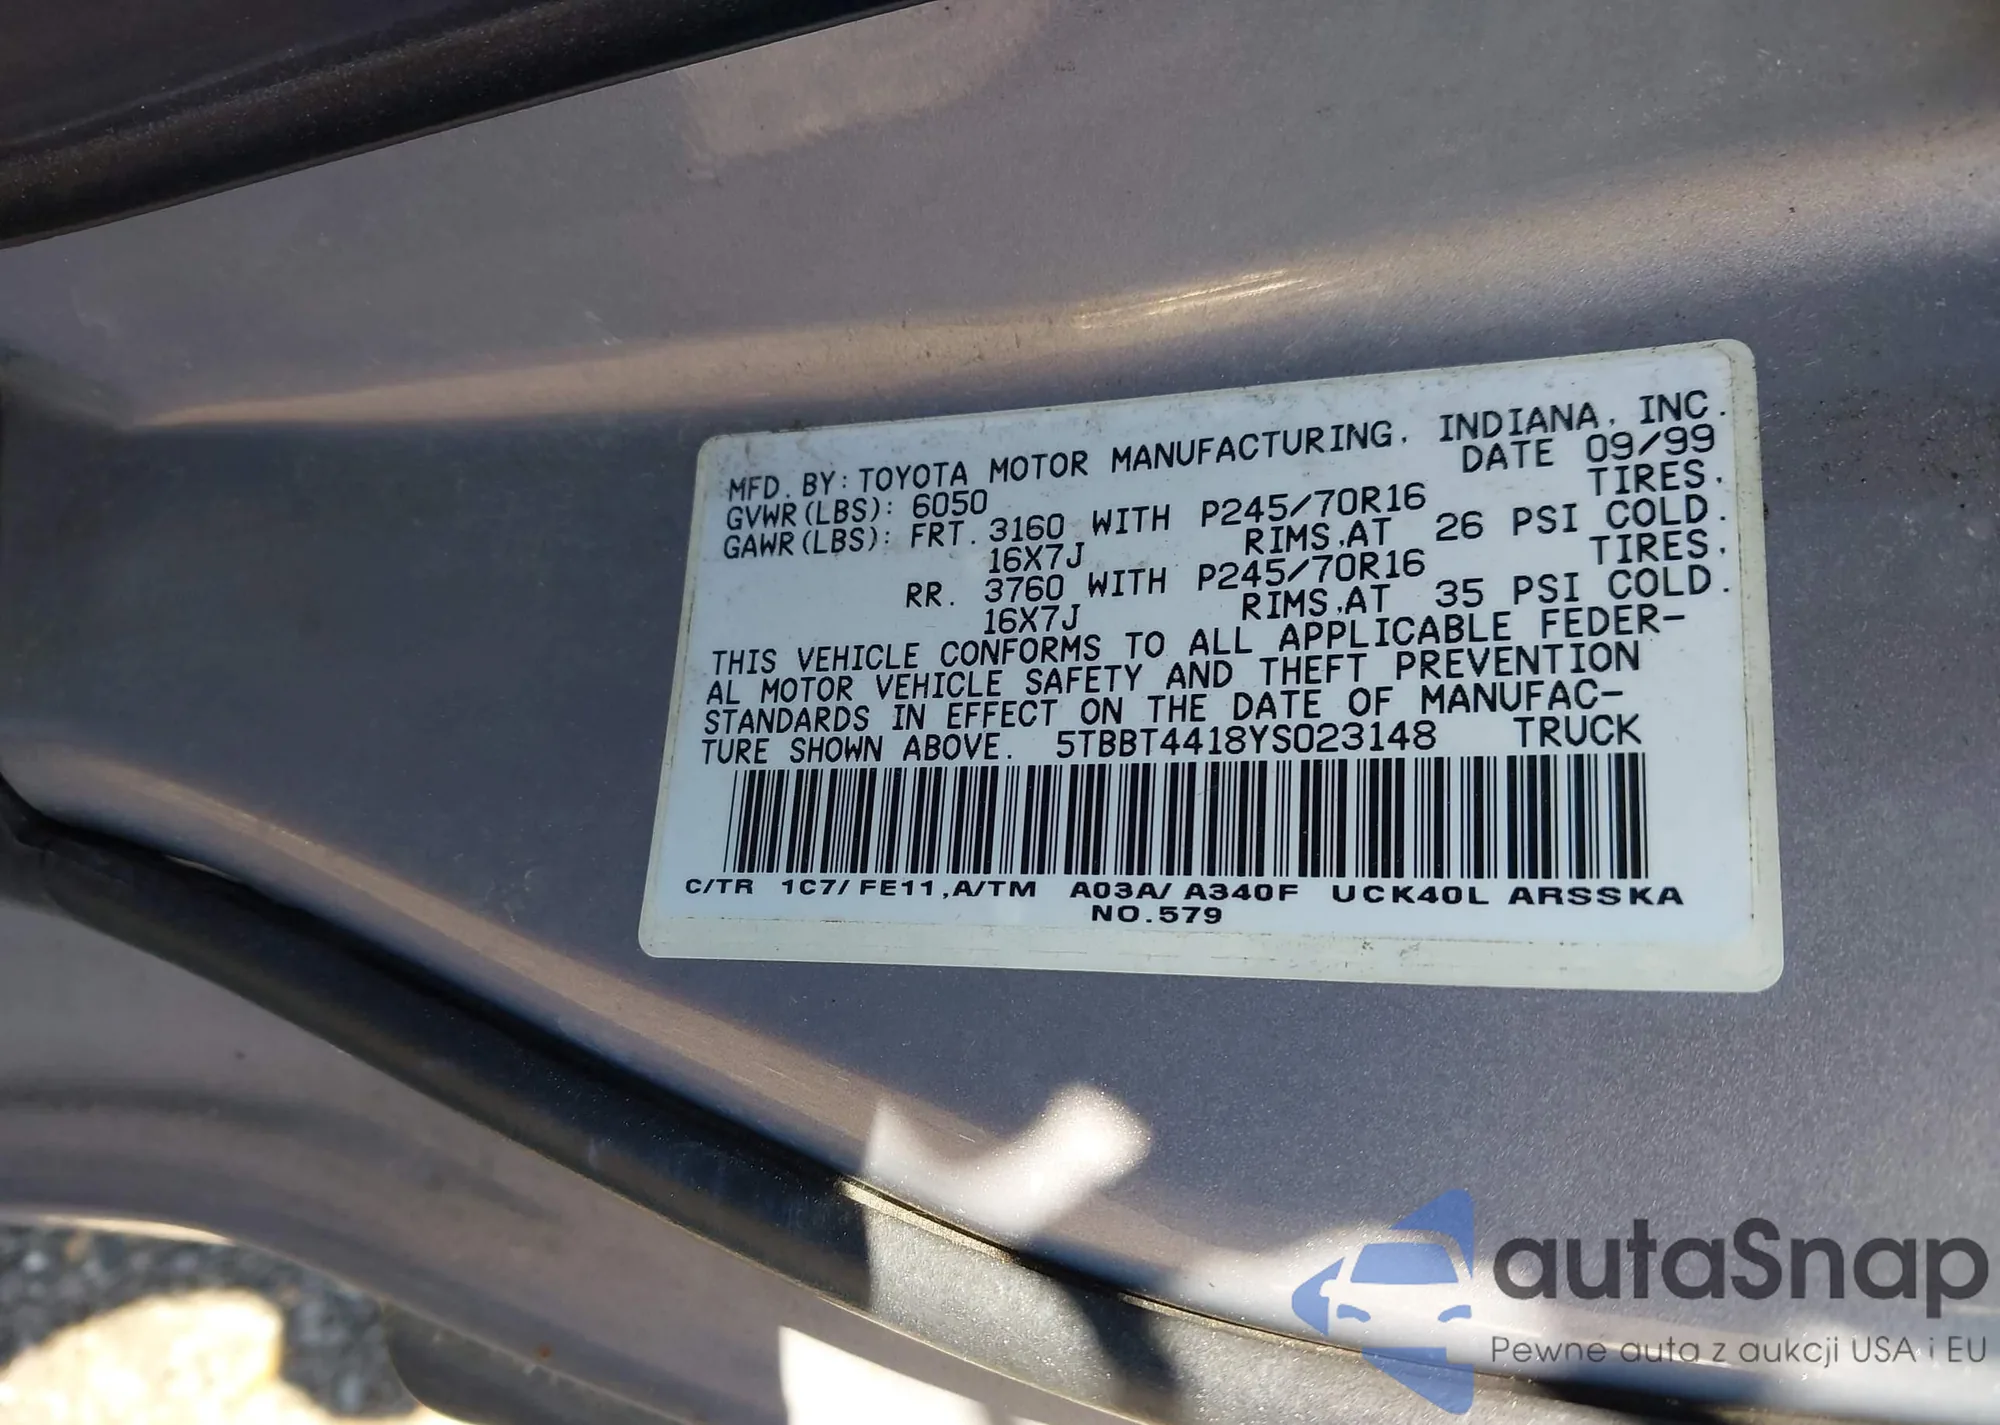 MFD. BY: TOYOTA MOTOR MANUFACTURING, INDIANA, INC.
GVWR(LBS): 6050 DATE 09/99
GAWR(LBS): FRT. 3160 WITH P245/70R16 TIRES,
16X7J RIMS,AT 26 PSI COLD.
RR. 3760 WITH P245/70R16 TIRES,
16X7J RIMS,AT 35 PSI COLD.
THIS VEHICLE CONFORMS TO ALL APPLICABLE FEDER-
AL MOTOR VEHICLE SAFETY AND THEFT PREVENTION
STANDARDS IN EFFECT ON THE DATE OF MANUFAC-
TURE SHOWN ABOVE. 5TBBT4418YS023148 TRUCK
C/TR 1C7/FE11,A/TM A03A/A340F UCK40L ARSSKA
NO.579
autaSnap
Pewne auta z aukcji USA i EU